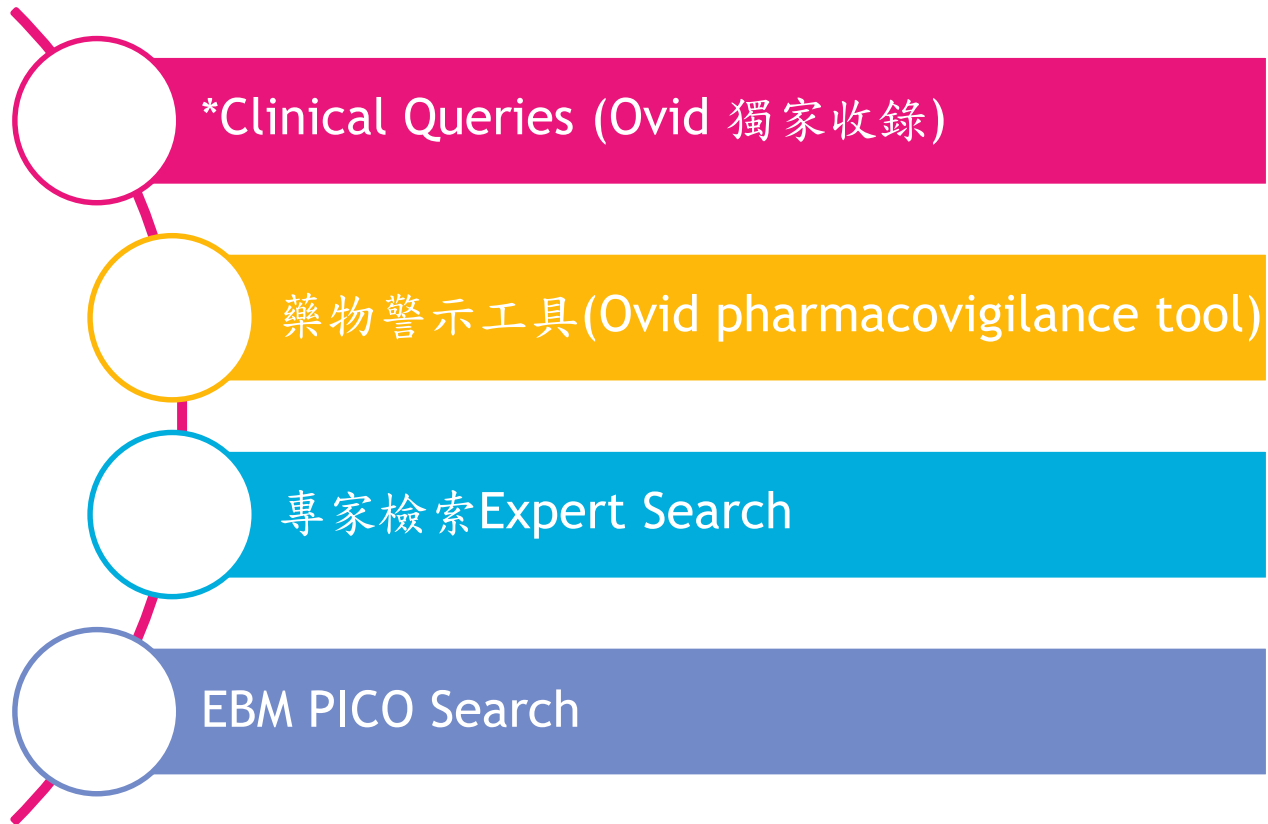 *Clinical Queries (Ovid 獨家收錄)
藥物警示工具(Ovid pharmacovigilance tool)
專家檢索Expert Search
EBM PICO Search